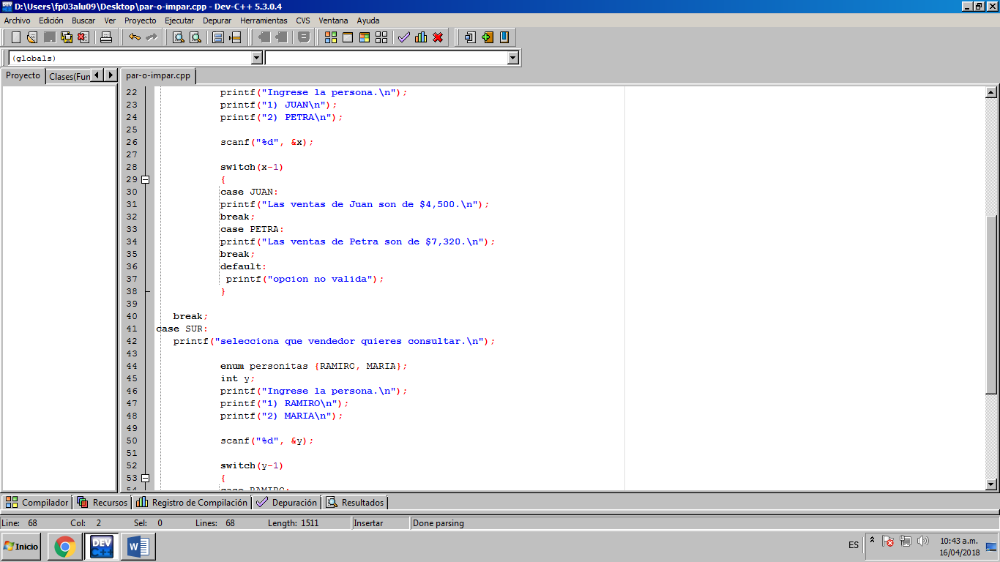 D:\Users\fp03alu09\Desktop\par-o-impar.cpp - Dev-C++ 5.3.0.4
Archivo Edición Buscar Ver Proyecto Ejecutar Depurar Herramientas CVS Ventana Ayuda
(globals)
Proyecto Clases(Fun par-o-impar.cpp
22 printf("Ingrese la persona.\n");
23 printf("1) JUAN\n");
24 printf("2) PETRA\n");
25
26 scanf("%d", &x);
27
28 switch(x-1)
29 {
30 case JUAN:
31 printf("Las ventas de Juan son de $4,500.\n");
32 break;
33 case PETRA:
34 printf("Las ventas de Petra son de $7,320.\n");
35 break;
36 default:
37 printf("opcion no valida");
38 }
39
40 break;
41 case SUR:
42 printf("selecciona que vendedor quieres consultar.\n");
43
44 enum personitas {RAMIRO, MARIA};
45 int y;
46 printf("Ingrese la persona.\n");
47 printf("1) RAMIRO\n");
48 printf("2) MARIA\n");
49
50 scanf("%d", &y);
51
52 switch(y-1)
53 {
54 case RAMIRO:
Compilador Recursos Registro de Compilación Depuración Resultados
Line: 68 Col: 2 Sel: 0 Lines: 68 Length: 1511 Insertar Done parsing
Inicio DEV C++ W ES 10:43 a.m.
16/04/2018